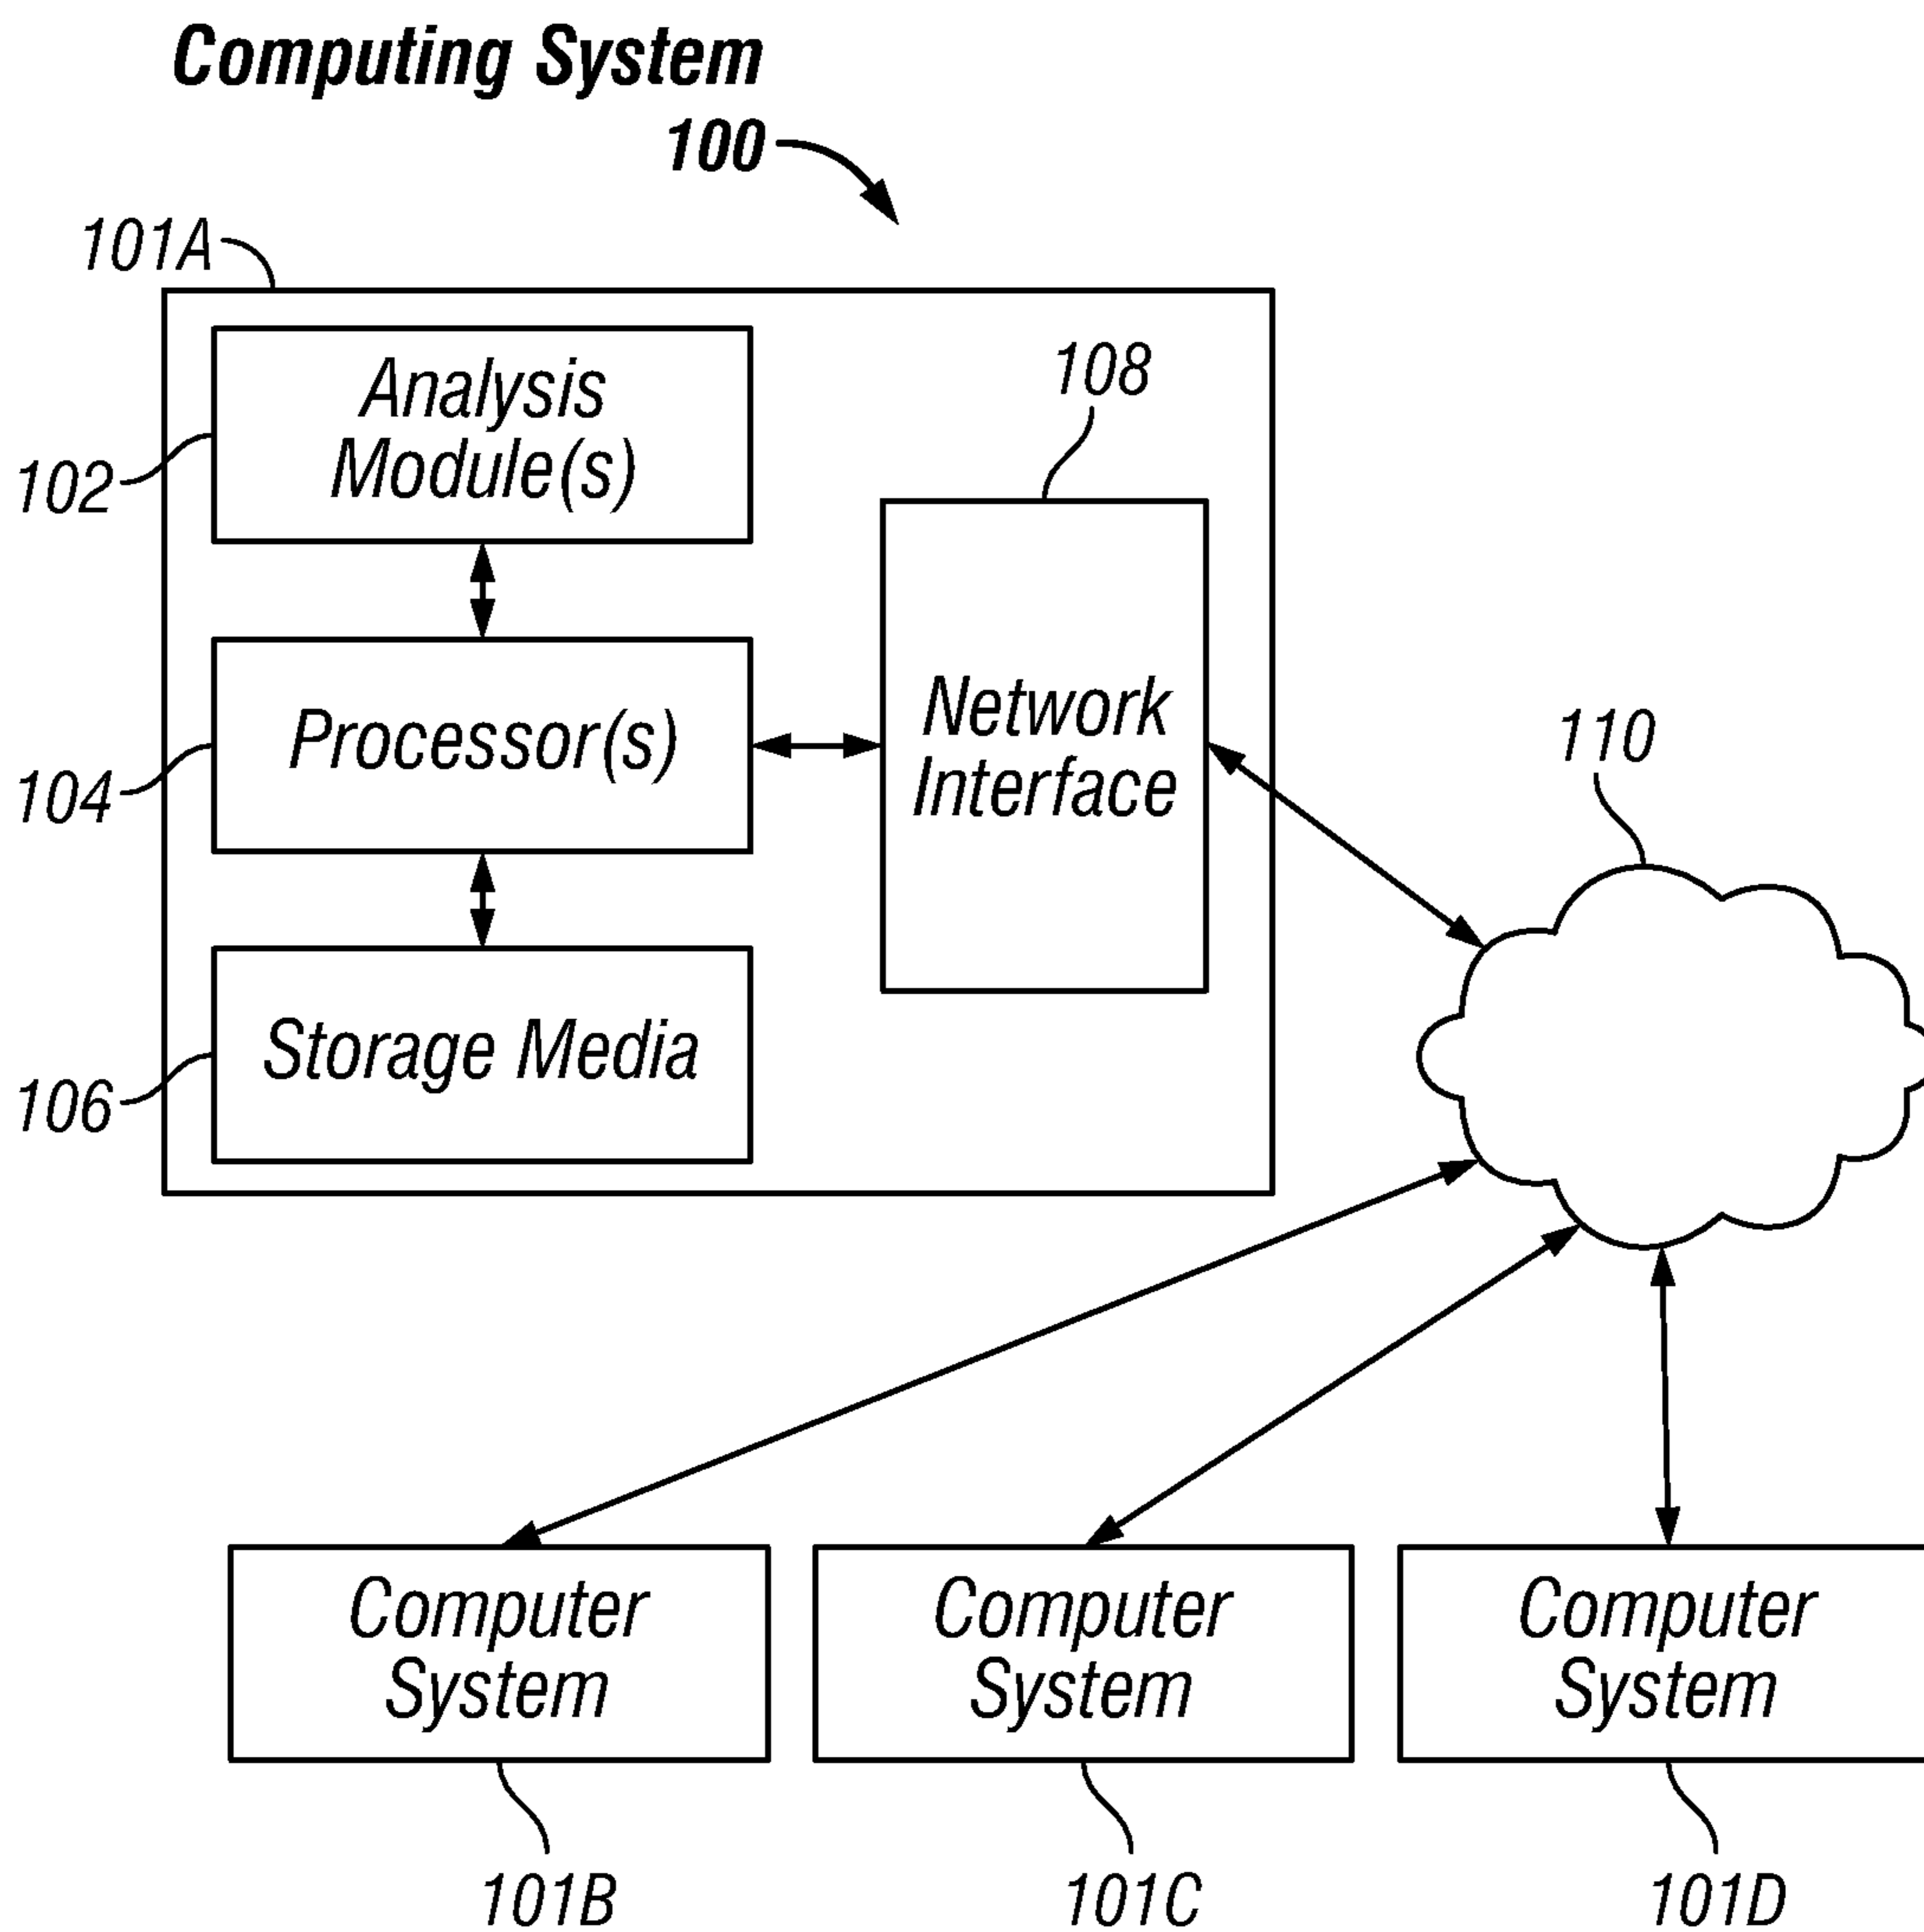 Computing System
100
101A
Analysis
Module(s)
102
108
Network
Interface
Processor(s)
104
110
Storage Media
106
Computer
System
Computer
System
Computer
System
101B
101C
101D